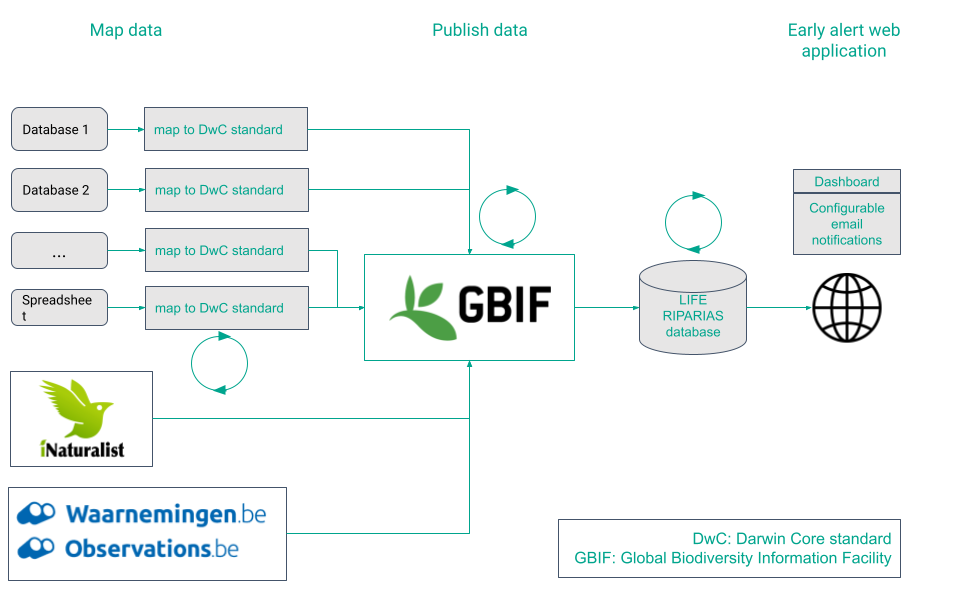 Map data
Publish data
Early alert web
application
Database 1
map to DwC standard
Database 2
map to DwC standard
...
map to DwC standard
Spreadshee
t
map to DwC standard
Dashboard
Configurable
email
notifications
GBIF
LIFE
RIPARIAS
database
iNaturalist
Waarnemingen.be
Observations.be
DwC: Darwin Core standard
GBIF: Global Biodiversity Information Facility